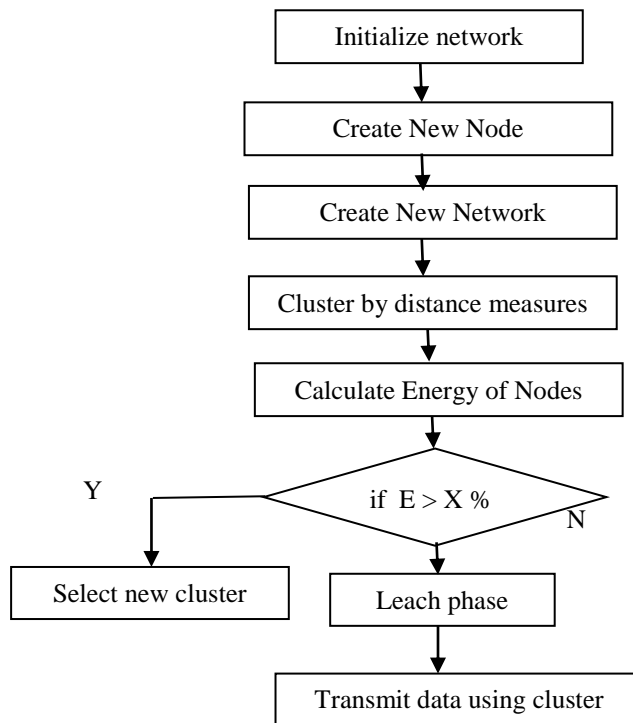 Initialize network
Create New Node
Create New Network
Cluster by distance measures
Calculate Energy of Nodes
Y
if E > X %
N
Select new cluster
Leach phase
Transmit data using cluster